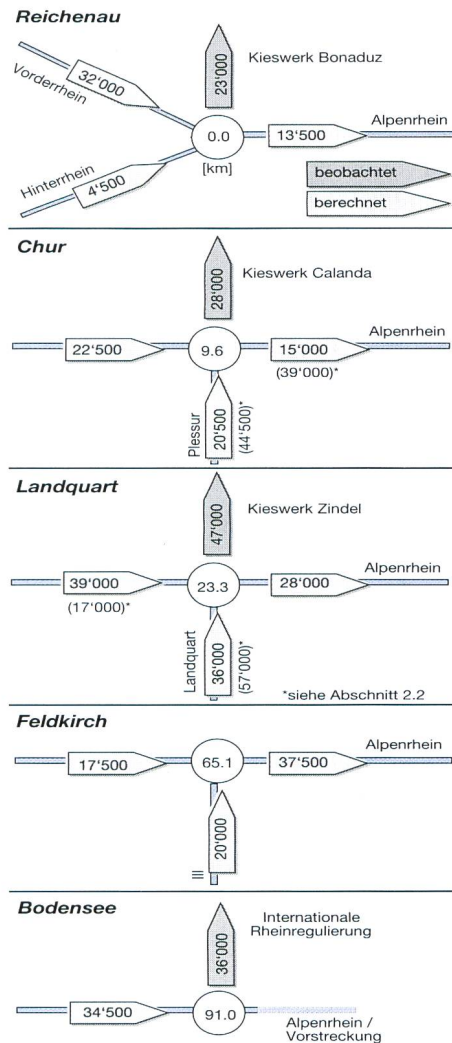 Reichenau
Kieswerk Bonaduz
23'000
Vorderrhein
32'000
Alpenrhein
0.0
13'500
[km]
Hinterrhein
4'500
beobachtet
berechnet
Chur
Kieswerk Calanda
28'000
Alpenrhein
22'500
9.6
15'000
(39'000)*
Plessur
20'500
(44'500)*
Landquart
Kieswerk Zindel
47'000
Alpenrhein
39'000
23.3
28'000
(17'000)*
Landquart
36'000
(57'000)*
*siehe Abschnitt 2.2
Feldkirch
Alpenrhein
17'500
65.1
37'500
Ill
20'000
Bodensee
Internationale
Rheinregulierung
36'000
34'500
91.0
Alpenrhein /
Vorstreckung